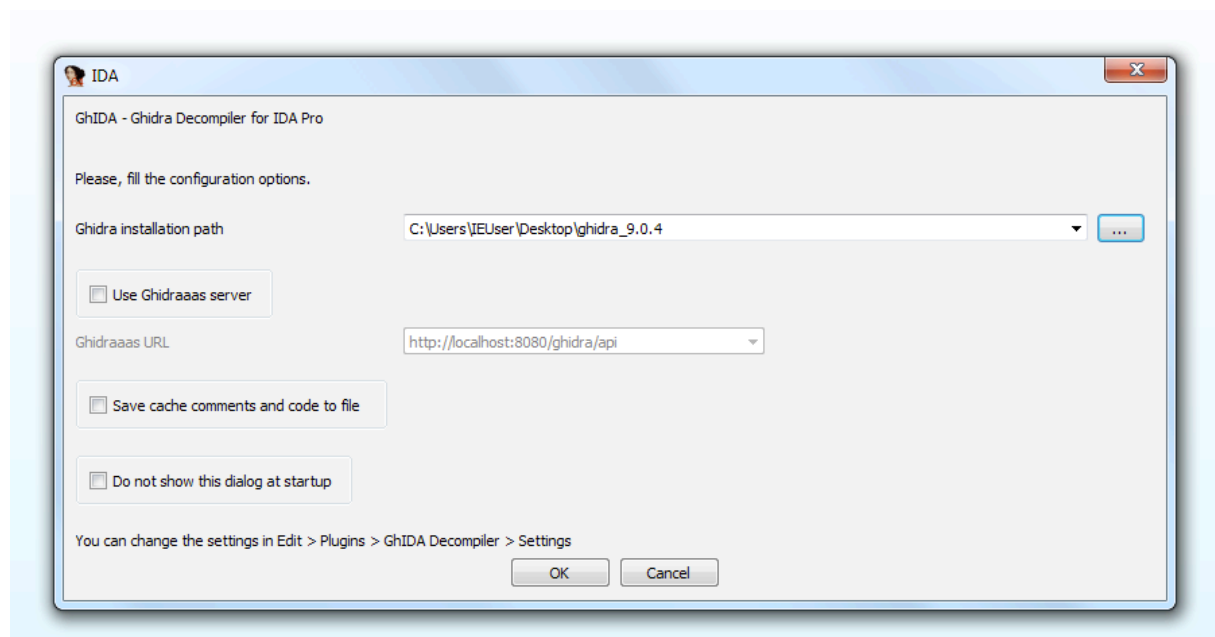 IDA
GhIDA - Ghidra Decompiler for IDA Pro
Please, fill the configuration options.
Ghidra installation path C:\Users\IEUser\Desktop\ghidra_9.0.4 ...
Use Ghidraaas server
Ghidraaas URL http://localhost:8080/ghidra/api
Save cache comments and code to file
Do not show this dialog at startup
You can change the settings in Edit > Plugins > GhIDA Decompiler > Settings
OK Cancel